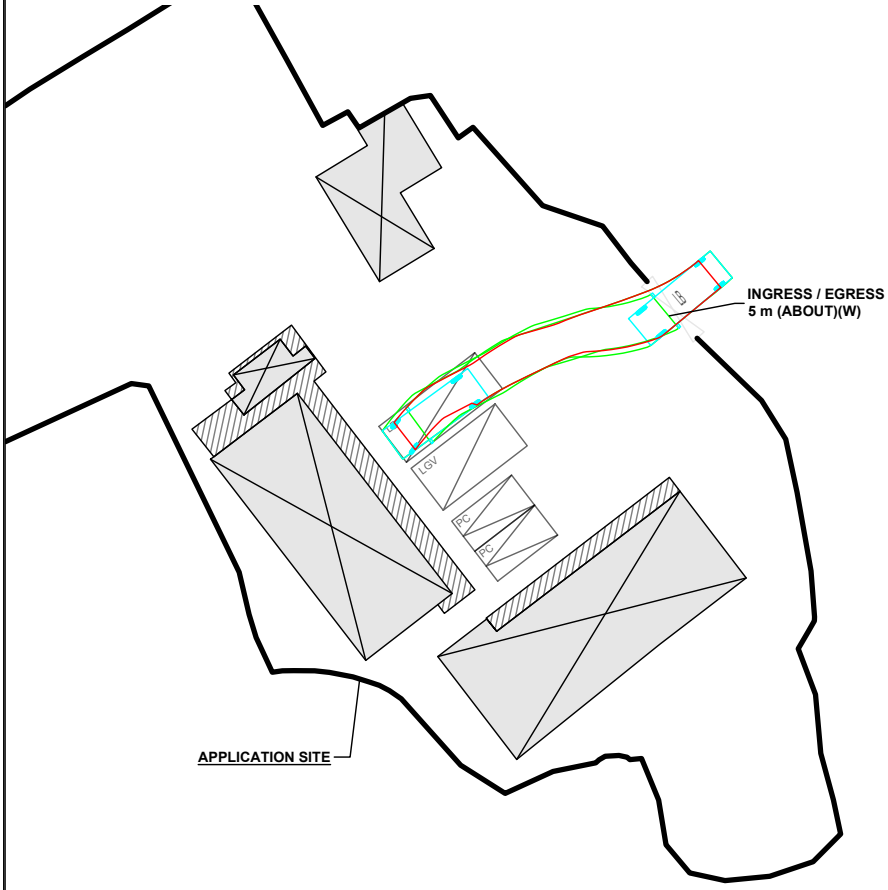 INGRESS / EGRESS
5 m (ABOUT)(W)
LGV
PC
PC
APPLICATION SITE